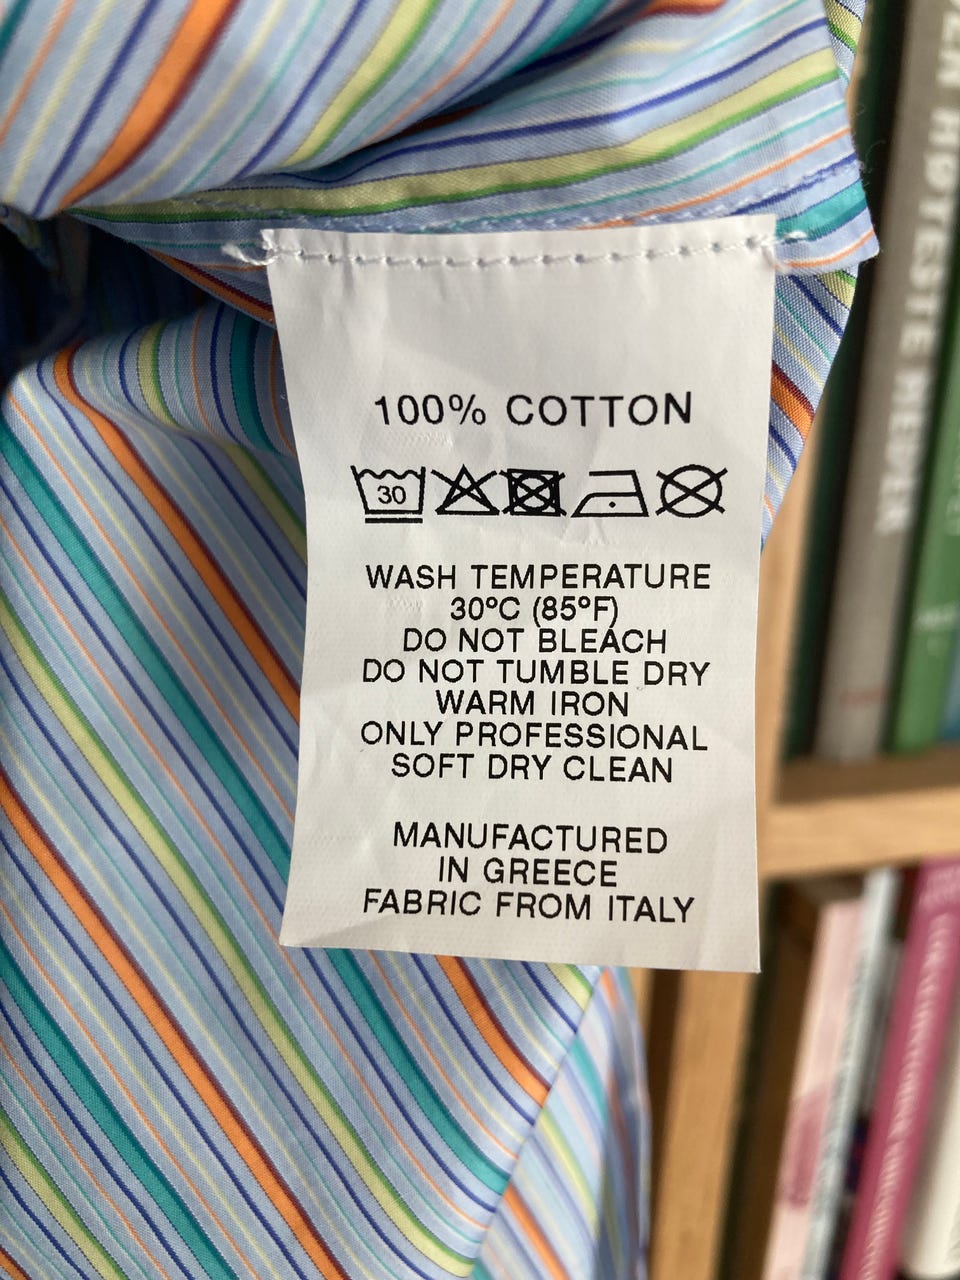 100% COTTON
30
WASH TEMPERATURE
30°C (85°F)
DO NOT BLEACH
DO NOT TUMBLE DRY
WARM IRON
ONLY PROFESSIONAL
SOFT DRY CLEAN
MANUFACTURED
IN GREECE
FABRIC FROM ITALY